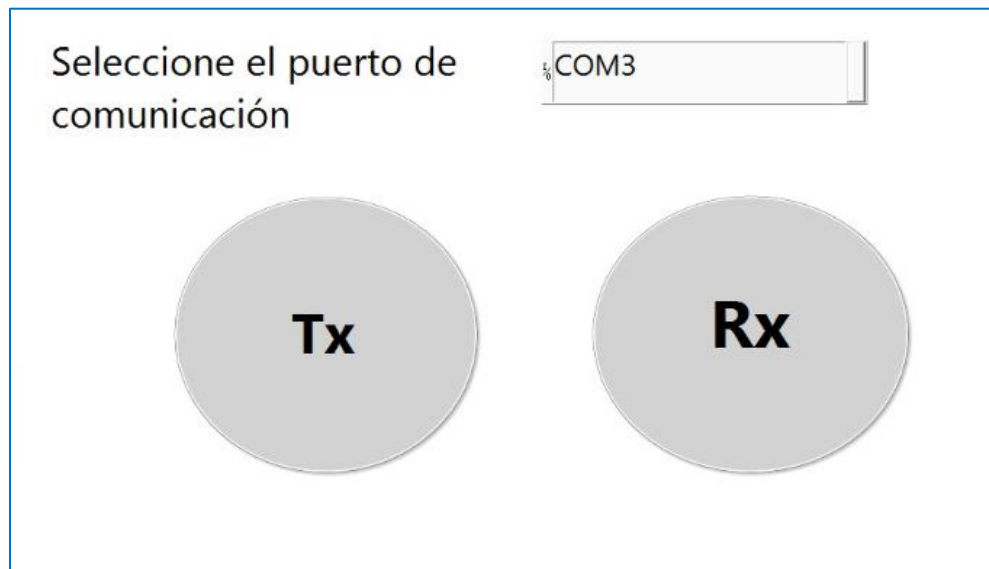 Seleccione el puerto de
comunicación
COM3
Tx
Rx